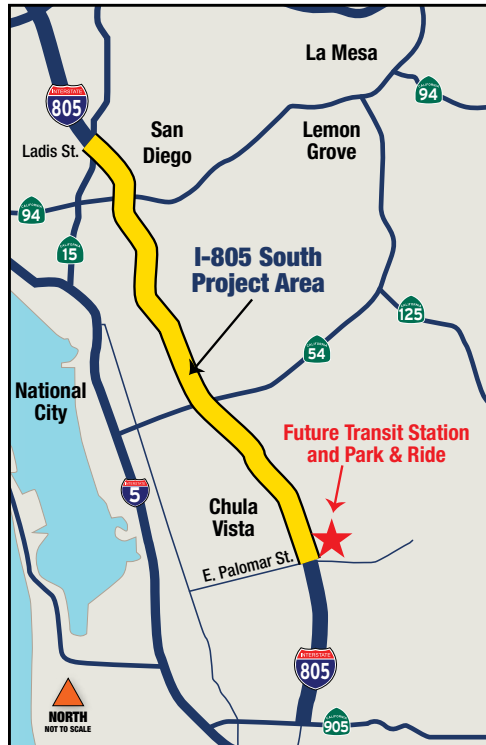 La Mesa
CALIFORNIA
94
INTERSTATE
805
San
Diego
Lemon
Grove
Ladis St.
CALIFORNIA
94
CALIFORNIA
15
I-805 South
Project Area
CALIFORNIA
125
CALIFORNIA
54
National
City
Future Transit Station
and Park & Ride
INTERSTATE
5
Chula
Vista
E. Palomar St.
INTERSTATE
805
NORTH
NOT TO SCALE
CALIFORNIA
905